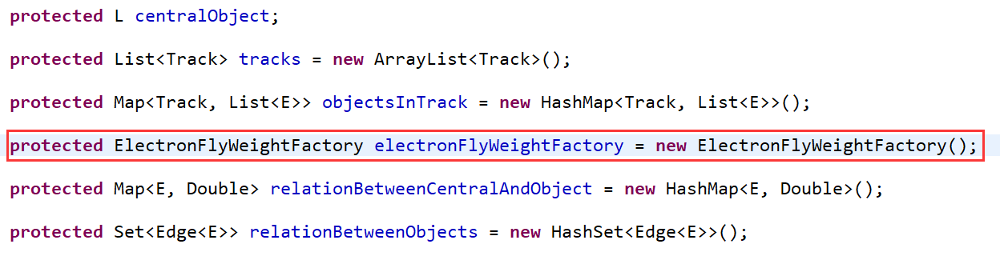 protected L centralObject;
protected List<Track> tracks = new ArrayList<Track>();
protected Map<Track, List<E>> objectsInTrack = new HashMap<Track, List<E>>();
protected ElectronFlyWeightFactory electronFlyWeightFactory = new ElectronFlyWeightFactory();
protected Map<E, Double> relationBetweenCentralAndObject = new HashMap<E, Double>();
protected Set<Edge<E>> relationBetweenObjects = new HashSet<Edge<E>>();